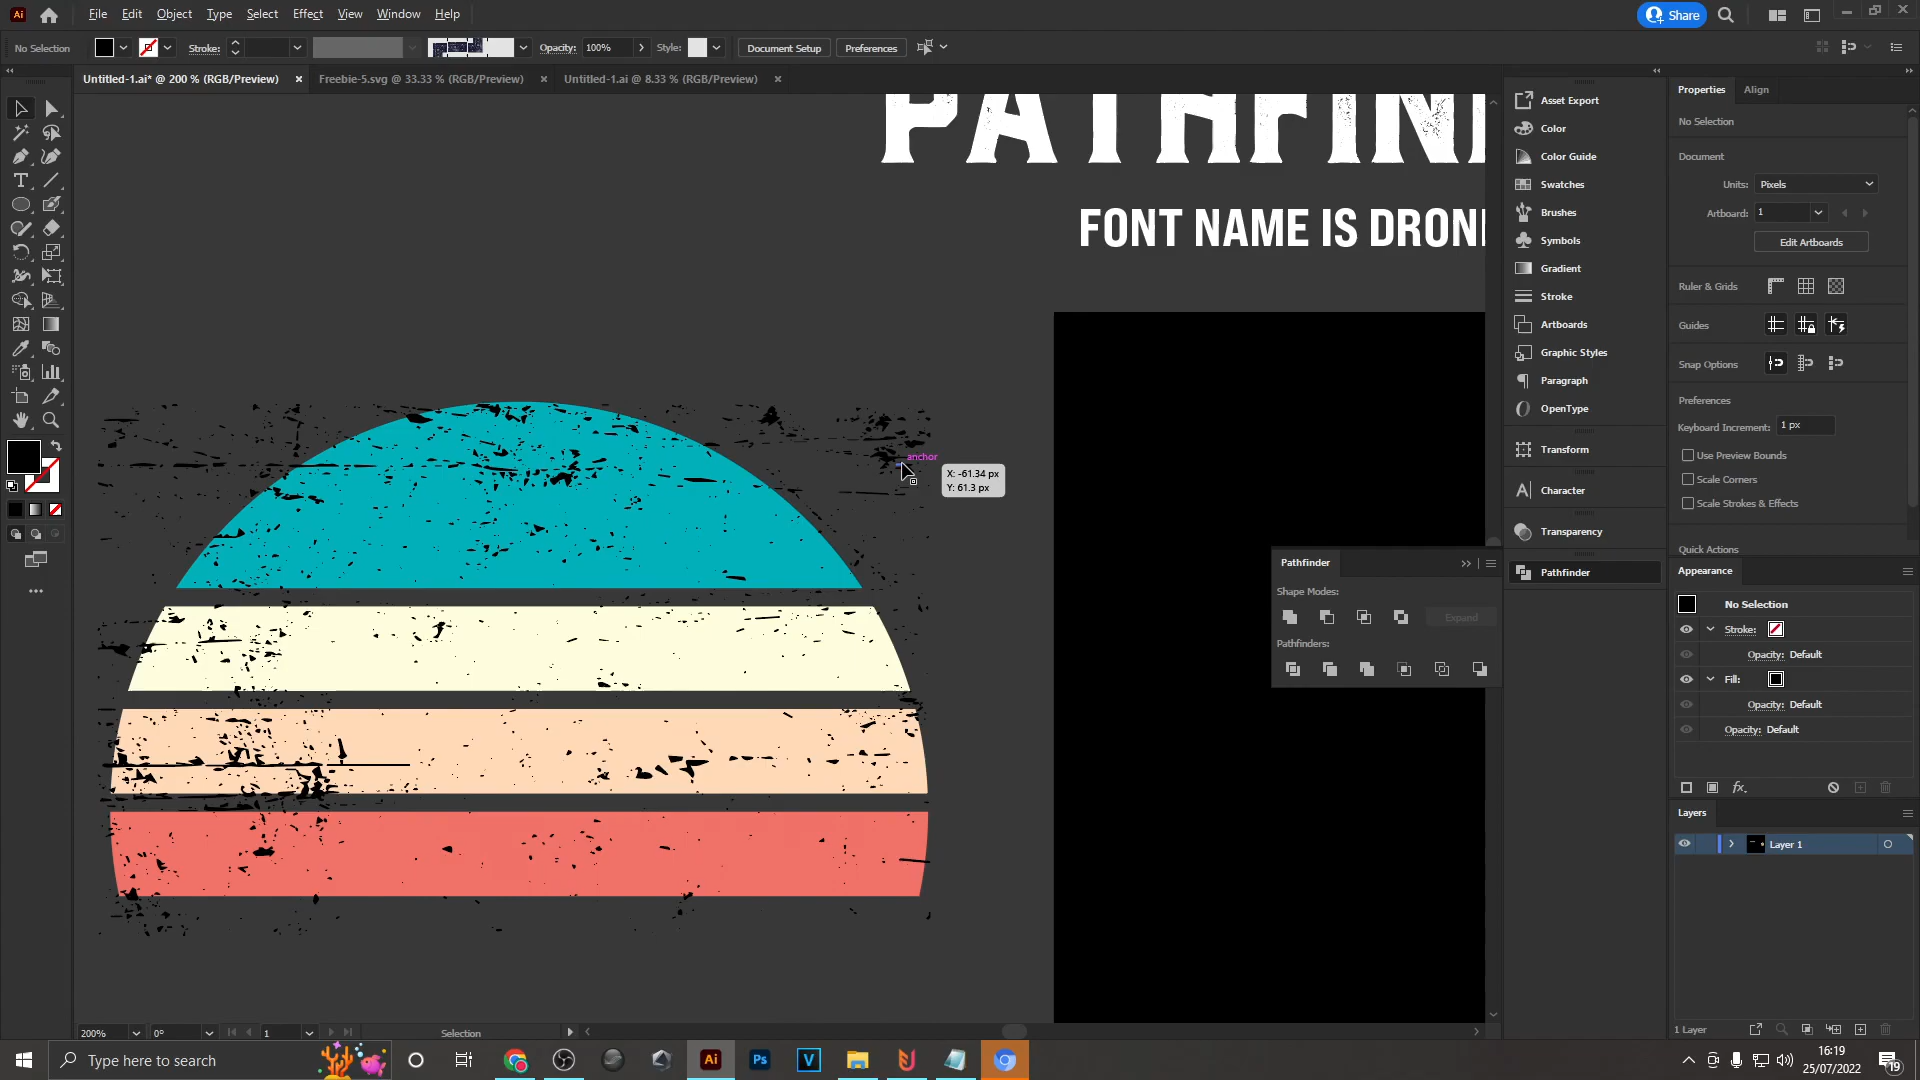 Ai File Edit Object Type Select Effect View Window Help Share
No Selection Stroke: Opacity: 100% Style: Document Setup Preferences
Untitled-1.ai* @ 200 % (RGB/Preview) × Freebie-5.svg @ 33.33 % (RGB/Preview) × Untitled-1.ai @ 8.33 % (RGB/Preview) ×
PATHFIN
FONT NAME IS DRON
anchor
X: -61.34 px
Y: 61.3 px
Pathfinder
Shape Modes:
Expand
Pathfinders:
Asset Export
Color
Color Guide
Swatches
Brushes
Symbols
Gradient
Stroke
Artboards
Graphic Styles
Paragraph
OpenType
Transform
Character
Transparency
Pathfinder
Properties Align
No Selection
Document
Units: Pixels
Artboard: 1
Edit Artboards
Ruler & Grids
Guides
Snap Options
Preferences
Keyboard Increment: 1 px
Use Preview Bounds
Scale Corners
Scale Strokes & Effects
Quick Actions
Appearance
No Selection
Stroke:
Opacity: Default
Fill:
Opacity: Default
Opacity: Default
fx.
Layers
Layer 1
1 Layer
200% 0° 1 Selection
Type here to search
Ai Ps V
16:19
25/07/2022
19